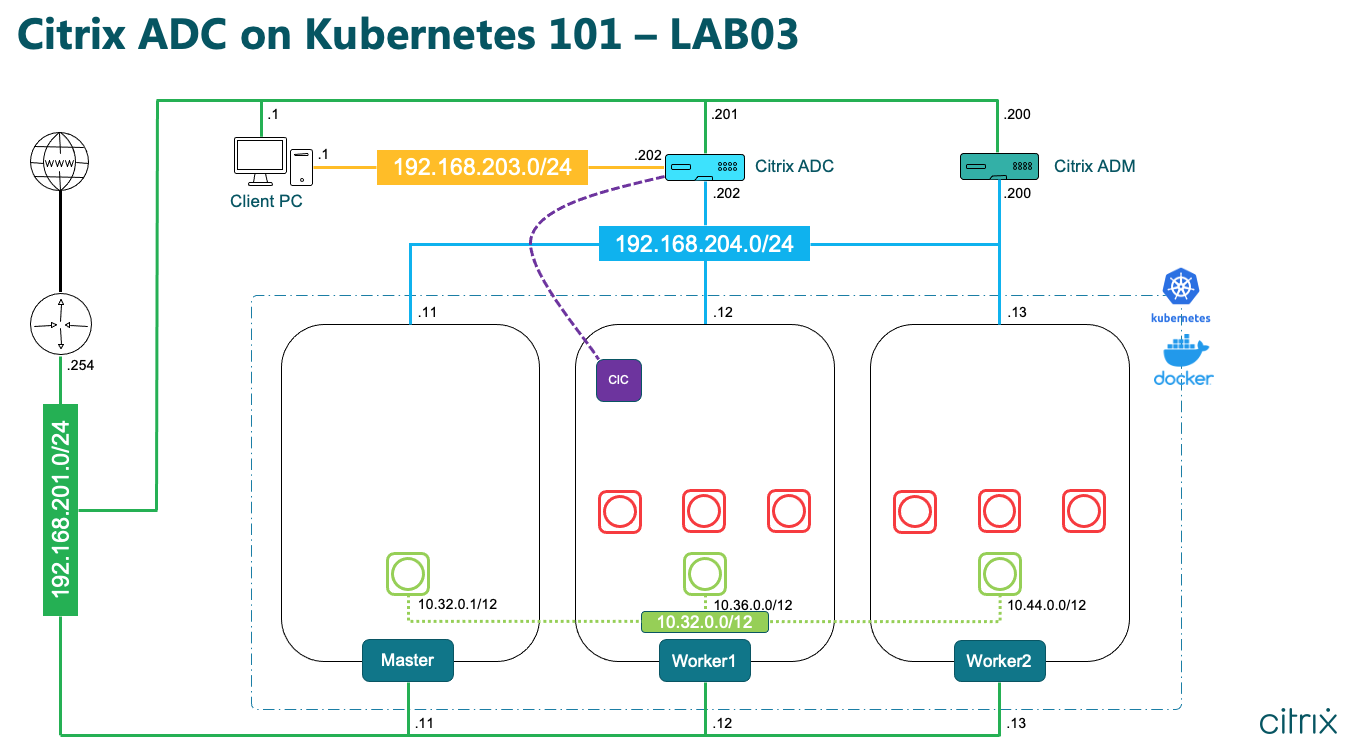 Citrix ADC on Kubernetes 101 – LAB03
.1
.201
.200
www
.1
192.168.203.0/24
.202
Citrix ADC
Citrix ADM
Client PC
.202
.200
192.168.204.0/24
.11
.12
.13
kubernetes
docker
.254
CIC
192.168.201.0/24
10.32.0.1/12
10.36.0.0/12
10.44.0.0/12
10.32.0.0/12
Master
Worker1
Worker2
.11
.12
.13
citrix